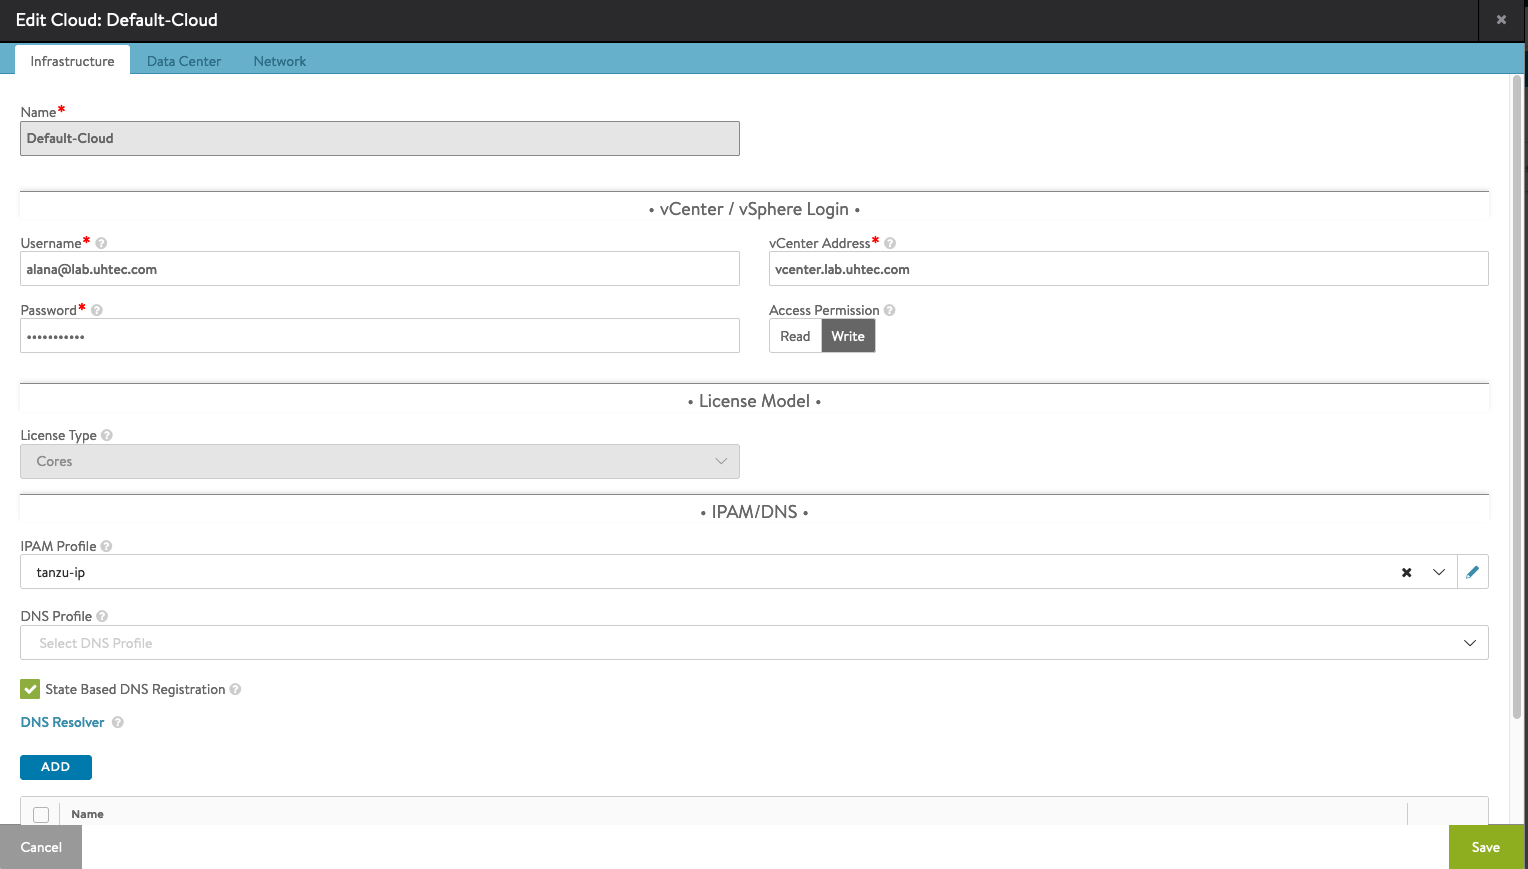 Edit Cloud: Default-Cloud
Infrastructure
Data Center
Network
Name*
Default-Cloud
• vCenter / vSphere Login •
Username*
alana@lab.uhtec.com
vCenter Address*
vcenter.lab.uhtec.com
Password*
•••••••••••
Access Permission
Read
Write
• License Model •
License Type
Cores
• IPAM/DNS •
IPAM Profile
tanzu-ip
DNS Profile
Select DNS Profile
State Based DNS Registration
DNS Resolver
ADD
Name
Cancel
Save